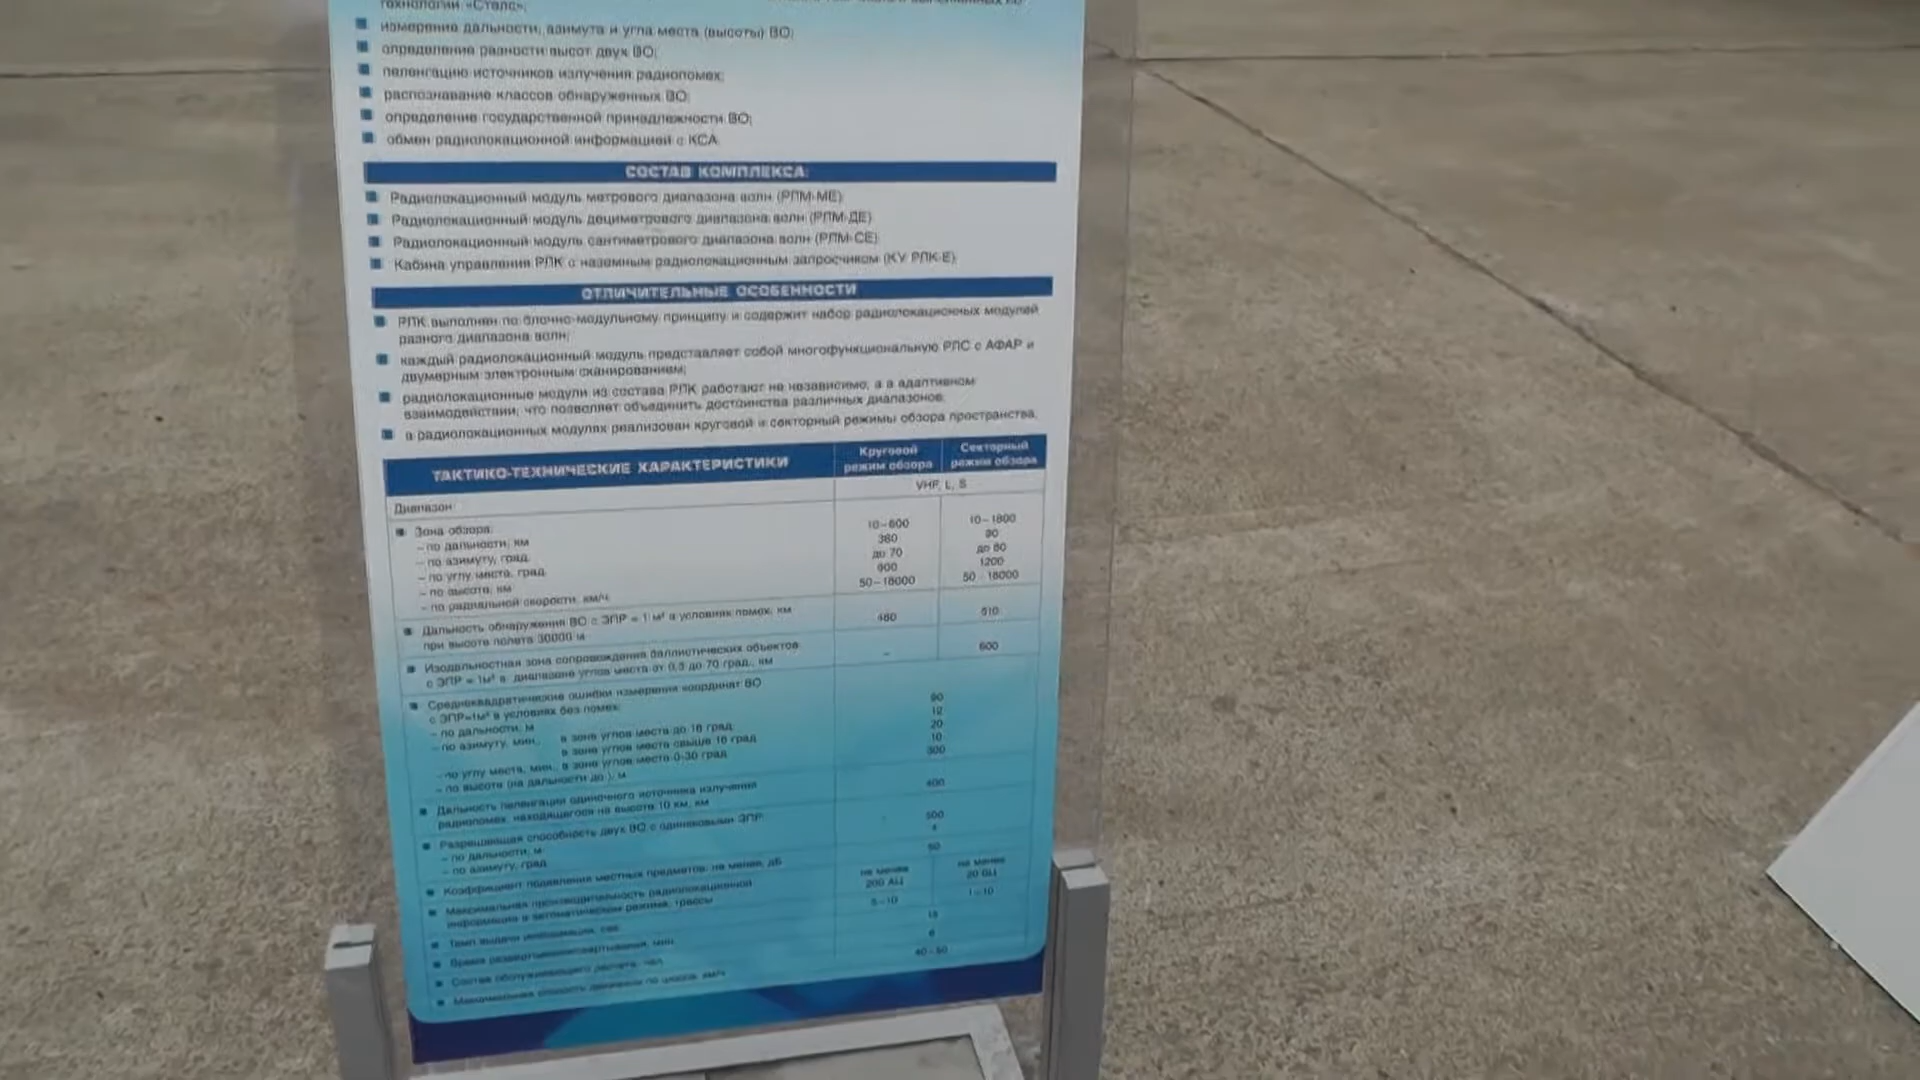 технологии «Стелс»;
измерение дальности, азимута и угла места (высоты) ВО;
определение разности высот двух ВО;
пеленгацию источников излучения радиопомех;
распознавание классов обнаруженных ВО;
определение государственной принадлежности ВО;
обмен радиолокационной информацией с КСА.
СОСТАВ КОМПЛЕКСА:
Радиолокационный модуль метрового диапазона волн (РЛМ-МЕ)
Радиолокационный модуль дециметрового диапазона волн (РЛМ-ДЕ)
Радиолокационный модуль сантиметрового диапазона волн (РЛМ-СЕ)
Кабина управления РЛК с наземным радиолокационным запросчиком (КУ РЛК-Е)
ОТЛИЧИТЕЛЬНЫЕ ОСОБЕННОСТИ
РЛК выполнен по блочно-модульному принципу и содержит набор радиолокационных модулей
разного диапазона волн;
каждый радиолокационный модуль представляет собой многофункциональную РЛС с АФАР и
двумерным электронным сканированием;
радиолокационные модули из состава РЛК работают не независимо, а в адаптивном
взаимодействии, что позволяет объединить достоинства различных диапазонов;
в радиолокационных модулях реализован круговой и секторный режимы обзора пространства.
ТАКТИКО-ТЕХНИЧЕСКИЕ ХАРАКТЕРИСТИКИ Круговой режим обзора Секторный режим обзора
Диапазон: VHF, L, S
Зона обзора:
– по дальности, км 10–600 10–1800
– по азимуту, град. 360 90
– по углу места, град. до 70 до 60
– по высоте, км 600 1200
– по радиальной скорости, км/ч 50–18000 50–18000
Дальность обнаружения ВО с ЭПР = 1 м² в условиях помех, км
при высоте полета 30000 м 480 510
Изодальностная зона сопровождения баллистических объектов
с ЭПР = 1м² в диапазоне углов места от 0,5 до 70 град., км – 600
Среднеквадратические ошибки измерения координат ВО
с ЭПР=1м² в условиях без помех:
– по дальности, м 90
– по азимуту, мин., в зоне углов места до 16 град. 12
в зоне углов места свыше 16 град. 20
– по углу места, мин., в зоне углов места 0-30 град. 10
– по высоте (на дальности до ), м 300
Дальность пеленгации одиночного источника излучения
радиопомех, находящегося на высоте 10 км, км 400
Разрешающая способность двух ВО с одинаковыми ЭПР:
– по дальности, м 500
– по азимуту, град.
Коэффициент подавления местных предметов, не менее, дБ 50
Максимальная производительность радиолокационной
информации в автоматическом режиме, трассы не менее 200 АЦ не менее 20 БЦ
Темп выдачи информации, сек. 5–10 1–10
Время развертывания/свертывания, мин. 15
Состав обслуживающего расчета, чел. 6
Максимальная скорость движения по шоссе, км/ч 40–50